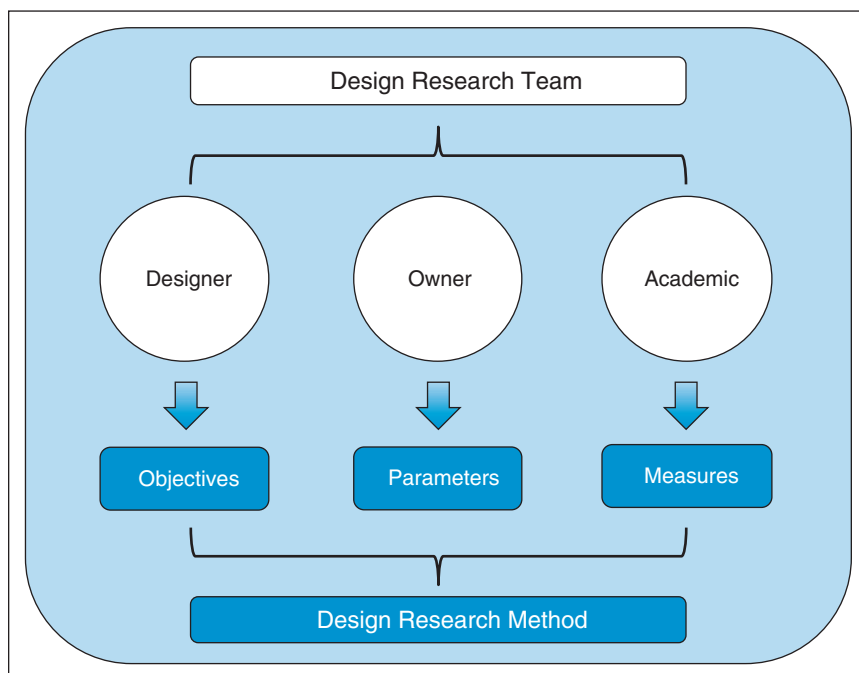 Design Research Team
Designer
Owner
Academic
Objectives
Parameters
Measures
Design Research Method